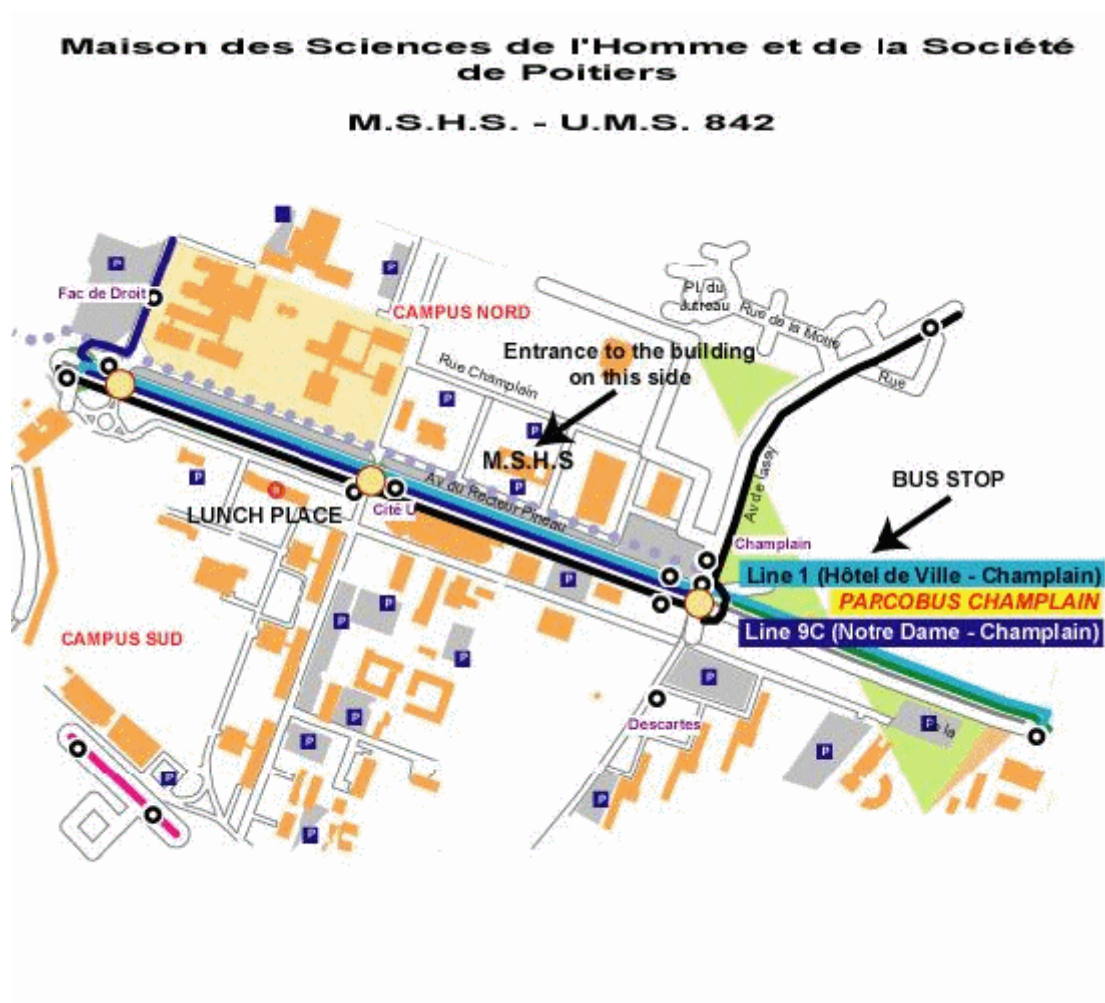 Maison des Sciences de l'Homme et de la Société
de Poitiers
M.S.H.S. - U.M.S. 842
P
P
Fac de Droit
CAMPUS NORD
Pl. du
Rue de la Motte
Entrance to the building
on this side
Rue Champlain
Rue
P
P
M.S.H.S
P
P
Av du Recteur Pineau
LUNCH PLACE
Cité U
BUS STOP
Champlain
Line 1 (Hôtel de Ville - Champlain)
PARCOBUS CHAMPLAIN
Line 9C (Notre Dame - Champlain)
P
P
P
CAMPUS SUD
P
P
P
Descartes
P
P
P
la
P
P
P